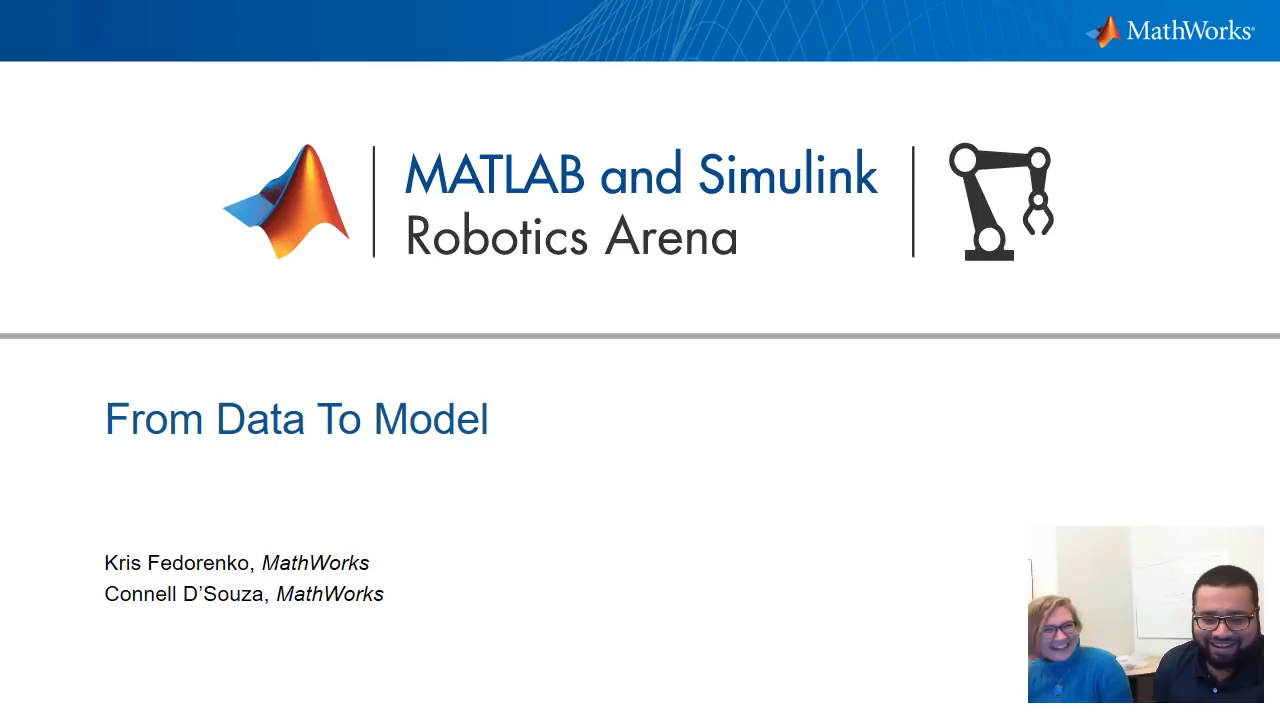 MathWorks®
MATLAB and Simulink
Robotics Arena
From Data To Model
Kris Fedorenko, MathWorks
Connell D’Souza, MathWorks